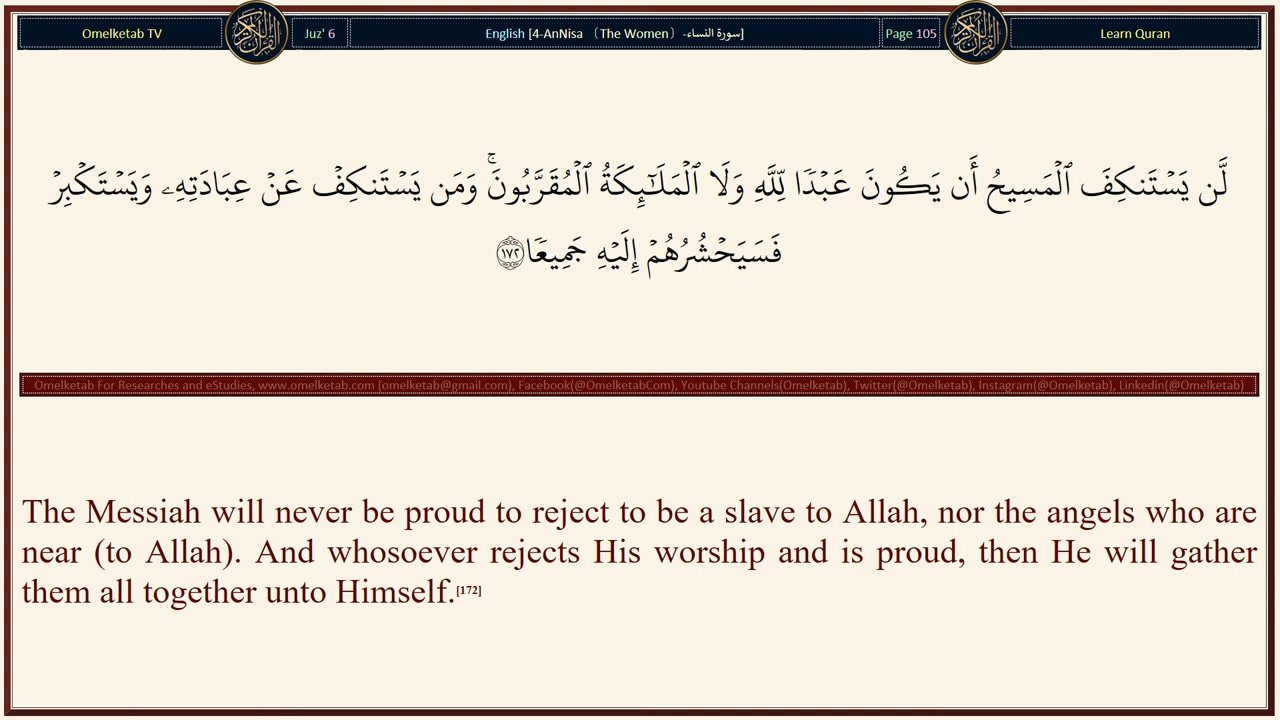 Omelketab TV
Juz' 6
English [4-AnNisa (The Women) -سورة النساء]
Page 105
Learn Quran
لَّن يَسْتَنكِفَ ٱلْمَسِيحُ أَن يَكُونَ عَبْدًا لِّلَّهِ وَلَا ٱلْمَلَـٰٓئِكَةُ ٱلْمُقَرَّبُونَ ۚ وَمَن يَسْتَنكِفْ عَنْ عِبَادَتِهِۦ وَيَسْتَكْبِرْ
فَسَيَحْشُرُهُمْ إِلَيْهِ جَمِيعًا ١٧٢
Omelketab For Researches and eStudies, www.omelketab.com (omelketab@gmail.com), Facebook(@OmelketabCom), Youtube Channels(Omelketab), Twitter(@Omelketab), Instagram(@Omelketab), Linkedin(@Omelketab)
The Messiah will never be proud to reject to be a slave to Allah, nor the angels who are
near (to Allah). And whosoever rejects His worship and is proud, then He will gather
them all together unto Himself.[172]